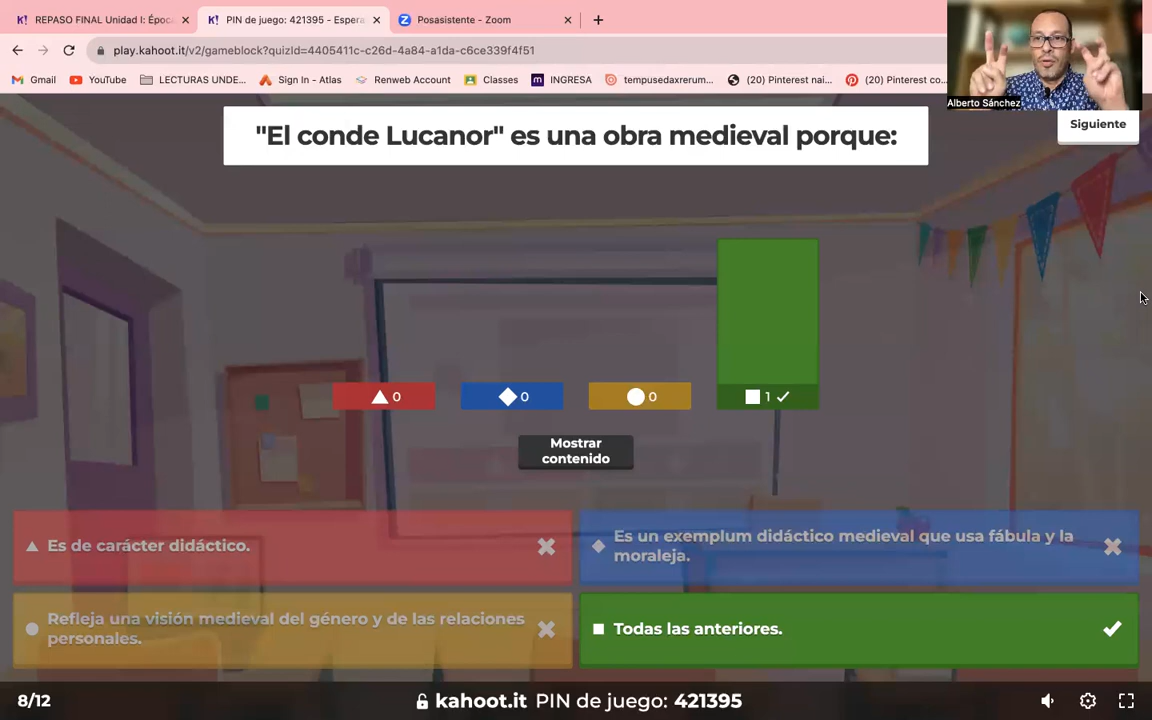 REPASO FINAL Unidad I: Époc
PIN de juego: 421395 - Espera
Posasistente - Zoom
play.kahoot.it/v2/gameblock?quizId=4405411c-c26d-4a84-a1da-c6ce339f4f51
Gmail
YouTube
LECTURAS UNDE...
Sign In - Atlas
Renweb Account
Classes
INGRESA
tempusedaxrerum...
(20) Pinterest nai...
(20) Pinterest co...
Alberto Sánchez
"El conde Lucanor" es una obra medieval porque:
Siguiente
0
0
0
1
Mostrar
contenido
Es de carácter didáctico.
Es un exemplum didáctico medieval que usa fábula y la
moraleja.
Refleja una visión medieval del género y de las relaciones
personales.
Todas las anteriores.
8/12
kahoot.it PIN de juego: 421395